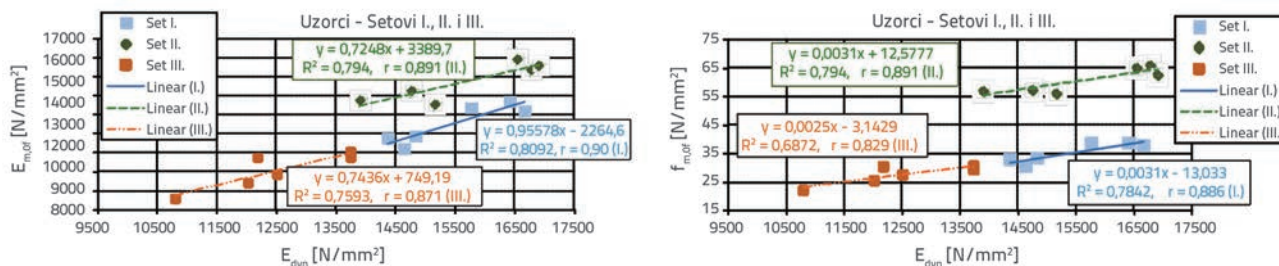 Uzorci - Setovi I., II. i III.
Set I.
Set II.
Set III.
Linear (I.)
Linear (II.)
Linear (III.)
y = 0,7248x + 3389,7
R² = 0,794, r = 0,891 (II.)
y = 0,95578x - 2264,6
R² = 0,8092, r = 0,90 (I.)
y = 0,7436x + 749,19
R² = 0,7593, r = 0,871 (III.)
E m,0f [N/mm²]
17000
16000
15000
14000
13000
12000
11000
10000
9000
8000
9500 10500 11500 12500 13500 14500 15500 16500 17500
E dyn [N/mm²]
Uzorci - Setovi I., II. i III.
Set I.
Set II.
Set III.
Linear (I.)
Linear (II.)
Linear (III.)
y = 0,0031x + 12,5777
R² = 0,794, r = 0,891 (II.)
y = 0,0025x - 3,1429
R² = 0,6872, r = 0,829 (III.)
y = 0,0031x - 13,033
R² = 0,7842, r = 0,886 (I.)
f m,0f [N/mm²]
75
65
55
45
35
25
15
9500 10500 11500 12500 13500 14500 15500 16500 17500
E dyn [N/mm²]